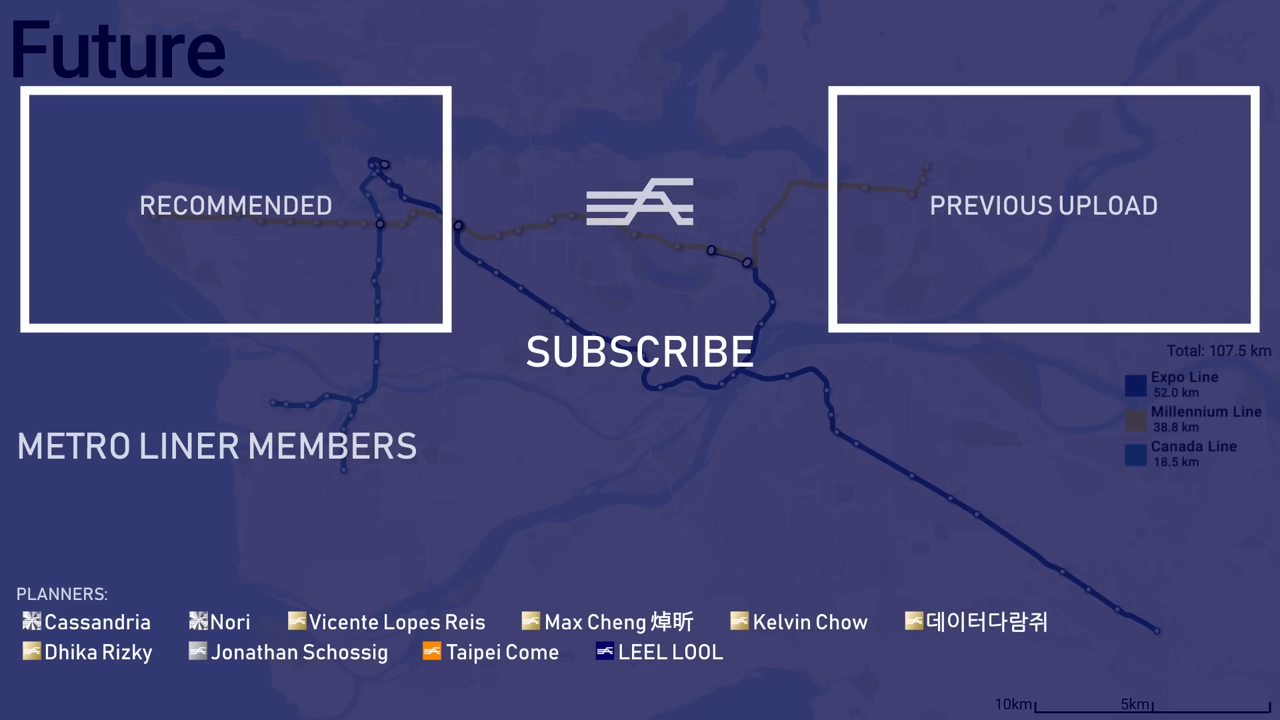 Future
RECOMMENDED
PREVIOUS UPLOAD
SUBSCRIBE
Total: 107.5 km
Expo Line
52.0 km
Millennium Line
38.8 km
Canada Line
18.5 km
METRO LINER MEMBERS
PLANNERS:
Cassandria Nori Vicente Lopes Reis Max Cheng 焯昕 Kelvin Chow 데이터다람쥐
Dhika Rizky Jonathan Schossig Taipei Come LEEL LOOL
10km 5km